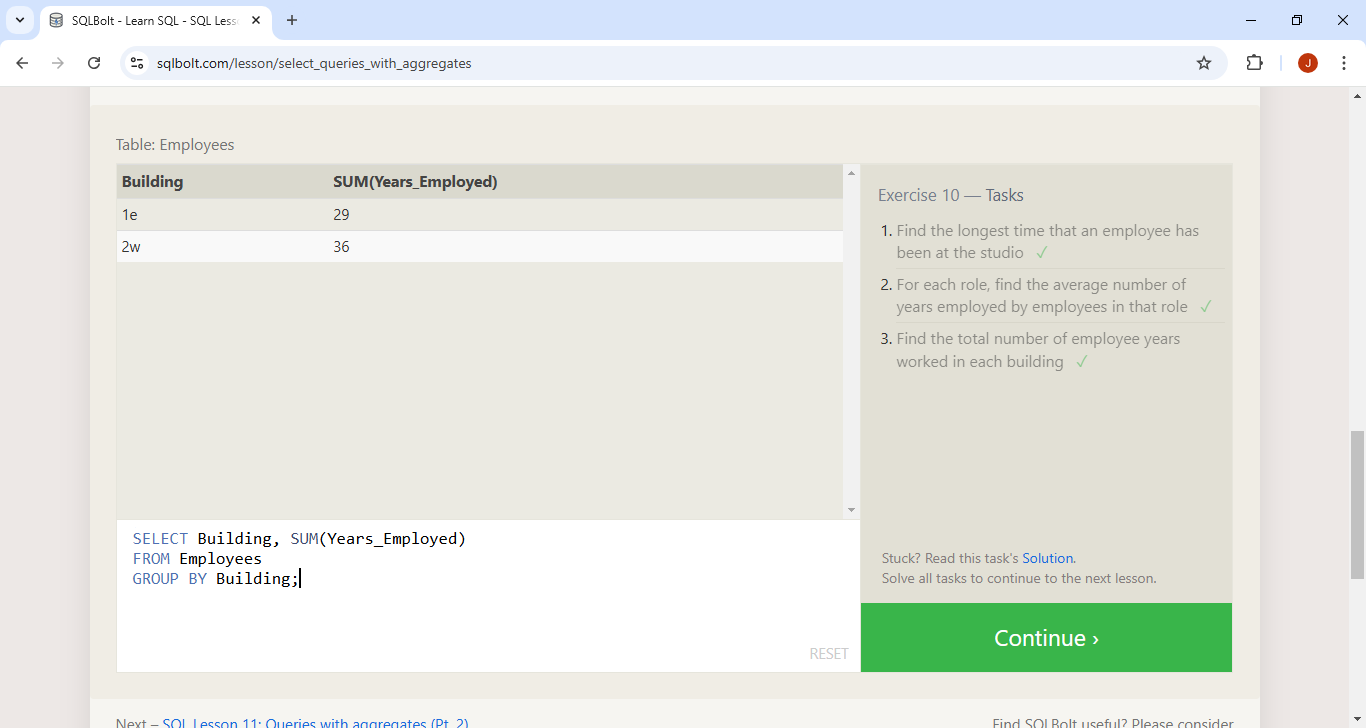 SQLBolt - Learn SQL - SQL Less
sqlbolt.com/lesson/select_queries_with_aggregates
J
Table: Employees
Building SUM(Years_Employed)
1e 29
2w 36
SELECT Building, SUM(Years_Employed)
FROM Employees
GROUP BY Building;
RESET
Exercise 10 — Tasks
1. Find the longest time that an employee has
been at the studio ✓
2. For each role, find the average number of
years employed by employees in that role ✓
3. Find the total number of employee years
worked in each building ✓
Stuck? Read this task's Solution.
Solve all tasks to continue to the next lesson.
Continue ›
Next – SQL Lesson 11: Queries with aggregates (Pt. 2)
Find SQLBolt useful? Please consider